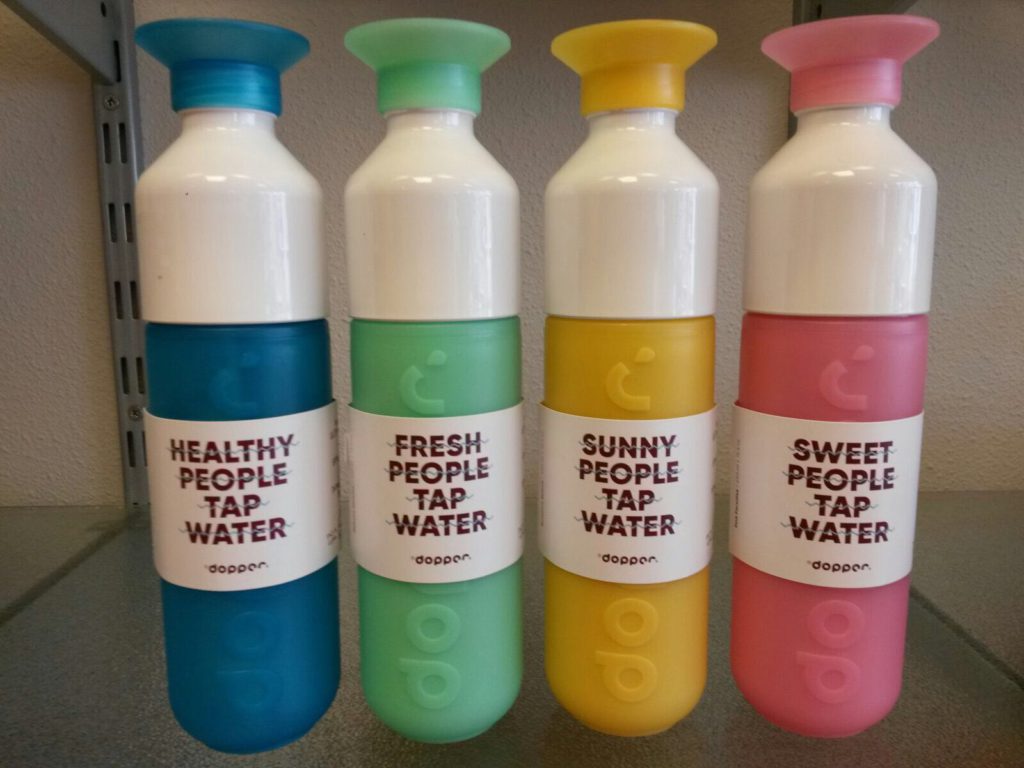 HEALTHY
PEOPLE
TAP
WATER
dopper.
FRESH
PEOPLE
TAP
WATER
dopper.
SUNNY
PEOPLE
TAP
WATER
dopper.
SWEET
PEOPLE
TAP
WATER
dopper.